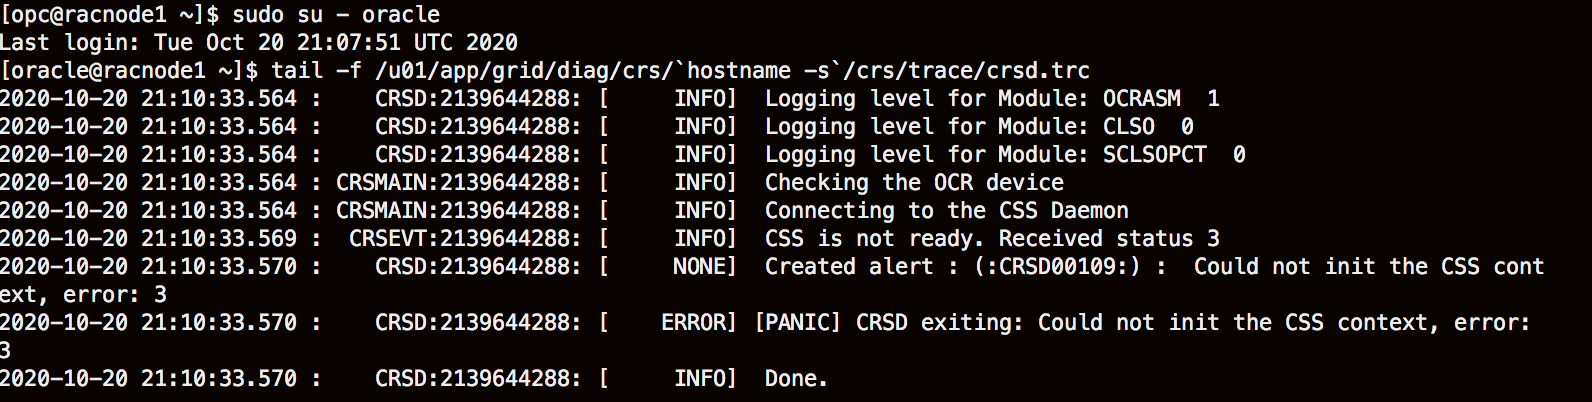 [opc@racnode1 ~]$ sudo su - oracle
Last login: Tue Oct 20 21:07:51 UTC 2020
[oracle@racnode1 ~]$ tail -f /u01/app/grid/diag/crs/`hostname -s`/crs/trace/crsd.trc
2020-10-20 21:10:33.564 :    CRSD:2139644288: [     INFO]  Logging level for Module: OCRASM  1
2020-10-20 21:10:33.564 :    CRSD:2139644288: [     INFO]  Logging level for Module: CLSO  0
2020-10-20 21:10:33.564 :    CRSD:2139644288: [     INFO]  Logging level for Module: SCLSOPCT  0
2020-10-20 21:10:33.564 : CRSMAIN:2139644288: [     INFO]  Checking the OCR device
2020-10-20 21:10:33.564 : CRSMAIN:2139644288: [     INFO]  Connecting to the CSS Daemon
2020-10-20 21:10:33.569 :  CRSEVT:2139644288: [     INFO]  CSS is not ready. Received status 3
2020-10-20 21:10:33.570 :    CRSD:2139644288: [     NONE]  Created alert : (:CRSD00109:) :  Could not init the CSS cont
ext, error: 3
2020-10-20 21:10:33.570 :    CRSD:2139644288: [    ERROR] [PANIC] CRSD exiting: Could not init the CSS context, error:
3
2020-10-20 21:10:33.570 :    CRSD:2139644288: [     INFO]  Done.